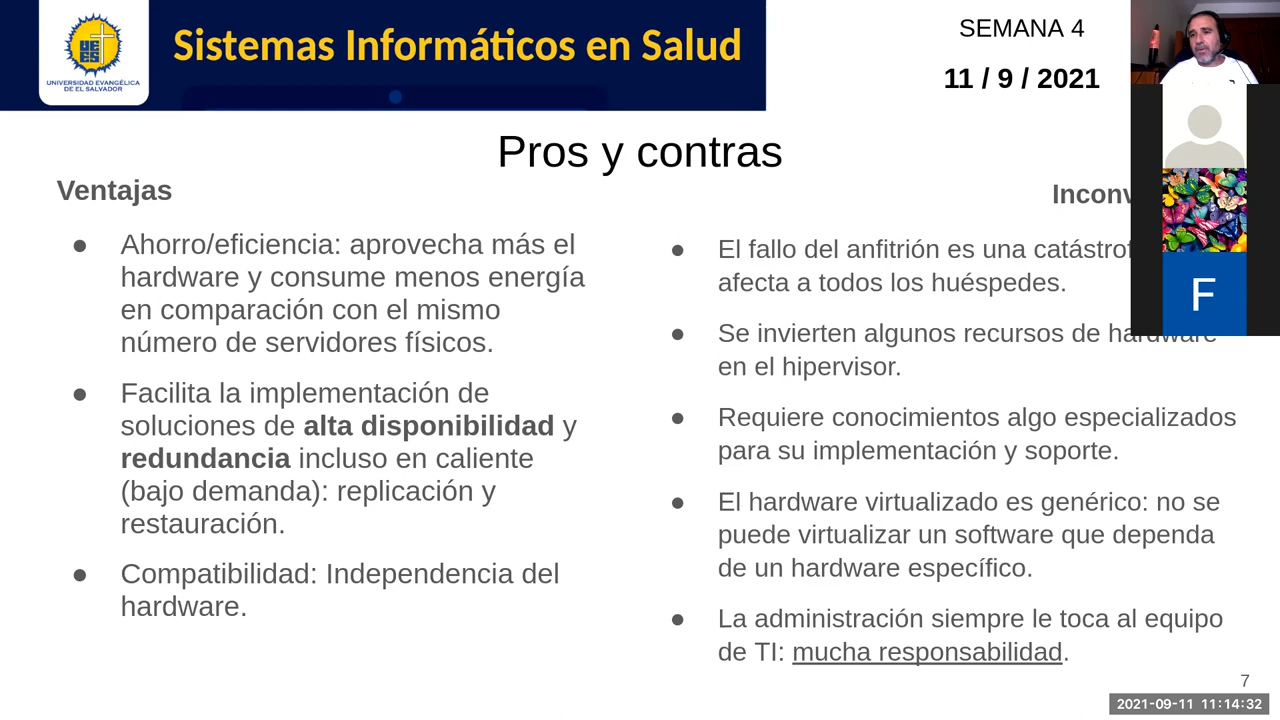 Sistemas Informáticos en Salud
UNIVERSIDAD EVANGÉLICA
DE EL SALVADOR
SEMANA 4
11 / 9 / 2021
Pros y contras
Ventajas
● Ahorro/eficiencia: aprovecha más el
hardware y consume menos energía
en comparación con el mismo
número de servidores físicos.
● Facilita la implementación de
soluciones de alta disponibilidad y
redundancia incluso en caliente
(bajo demanda): replicación y
restauración.
● Compatibilidad: Independencia del
hardware.
● El fallo del anfitrión es una
afecta a todos los huéspedes.
● Se invierten algunos recursos de hardware
en el hipervisor.
● Requiere conocimientos algo especializados
para su implementación y soporte.
● El hardware virtualizado es genérico: no se
puede virtualizar un software que dependa
de un hardware específico.
● La administración siempre le toca al equipo
de TI: mucha responsabilidad.
F
7
2021-09-11 11:14:32